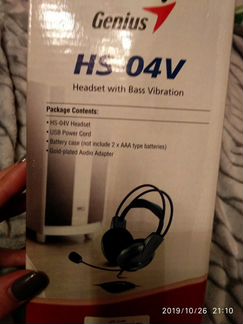 Genius
HS-04V
Headset with Bass Vibration
Package Contents:
• HS-04V Headset
• USB Power Cord
• Battery case (not include 2 x AAA type batteries)
• Gold-plated Audio Adapter
2019/10/26 21:10